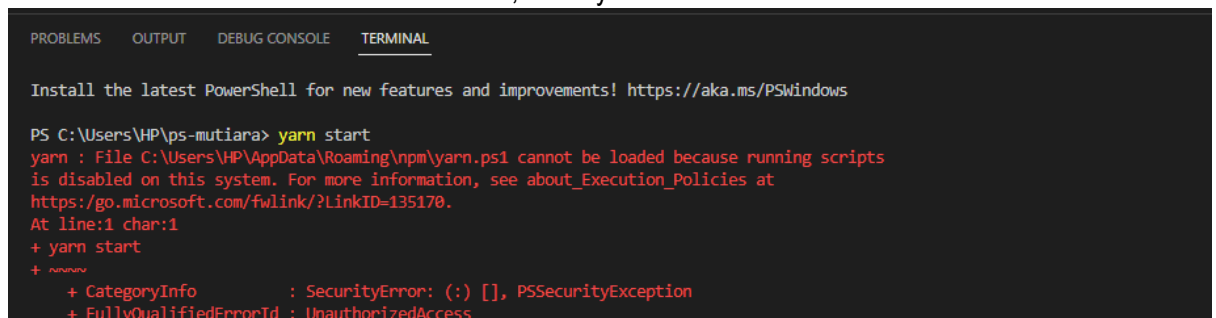 PROBLEMS OUTPUT DEBUG CONSOLE TERMINAL
Install the latest PowerShell for new features and improvements! https://aka.ms/PSWindows
PS C:\Users\HP\ps-mutiara> yarn start
yarn : File C:\Users\HP\AppData\Roaming\npm\yarn.ps1 cannot be loaded because running scripts
is disabled on this system. For more information, see about_Execution_Policies at
https:/go.microsoft.com/fwlink/?LinkID=135170.
At line:1 char:1
+ yarn start
+ ~~~~
+ CategoryInfo : SecurityError: (:) [], PSSecurityException
+ FullyQualifiedErrorId : UnauthorizedAccess